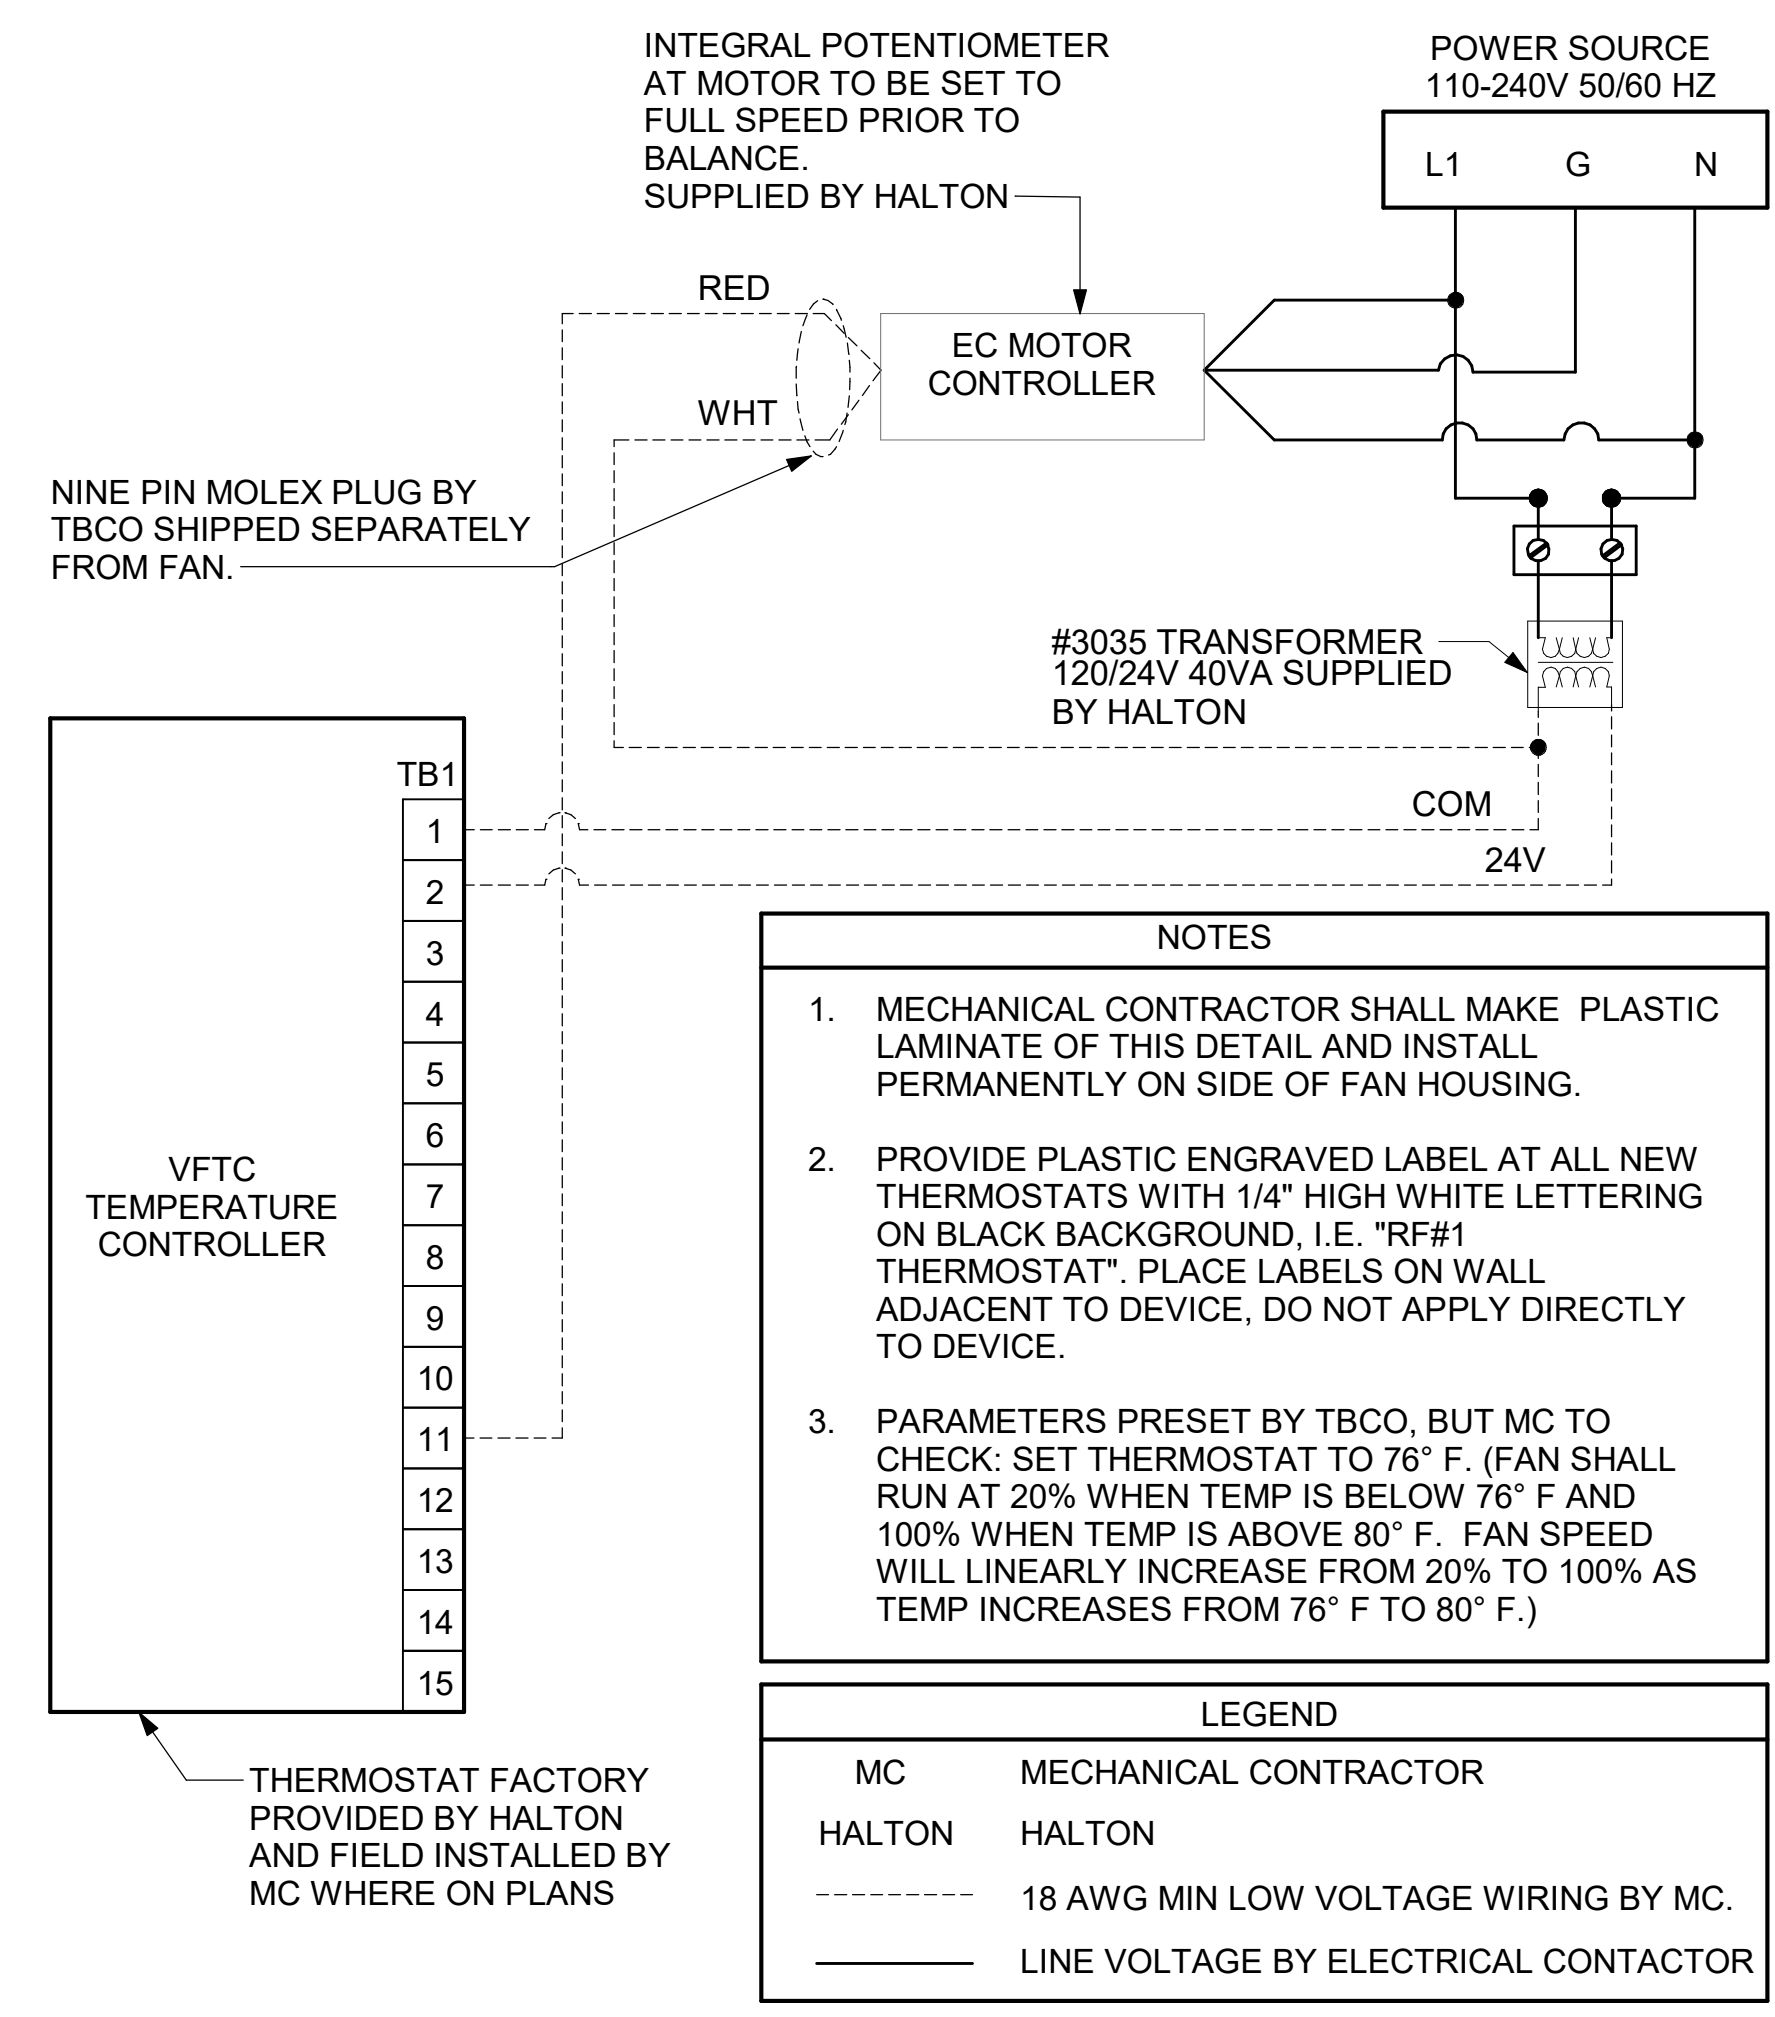 INTEGRAL POTENTIOMETER
AT MOTOR TO BE SET TO
FULL SPEED PRIOR TO
BALANCE.
SUPPLIED BY HALTON
POWER SOURCE
110-240V 50/60 HZ
L1 G N
RED
EC MOTOR
CONTROLLER
WHT
NINE PIN MOLEX PLUG BY
TBCO SHIPPED SEPARATELY
FROM FAN.
#3035 TRANSFORMER
120/24V 40VA SUPPLIED
BY HALTON
COM
24V
TB1
1
2
3
4
5
6
7
8
9
10
11
12
13
14
15
VFTC
TEMPERATURE
CONTROLLER
THERMOSTAT FACTORY
PROVIDED BY HALTON
AND FIELD INSTALLED BY
MC WHERE ON PLANS
NOTES
1. MECHANICAL CONTRACTOR SHALL MAKE PLASTIC
LAMINATE OF THIS DETAIL AND INSTALL
PERMANENTLY ON SIDE OF FAN HOUSING.
2. PROVIDE PLASTIC ENGRAVED LABEL AT ALL NEW
THERMOSTATS WITH 1/4" HIGH WHITE LETTERING
ON BLACK BACKGROUND, I.E. "RF#1
THERMOSTAT". PLACE LABELS ON WALL
ADJACENT TO DEVICE, DO NOT APPLY DIRECTLY
TO DEVICE.
3. PARAMETERS PRESET BY TBCO, BUT MC TO
CHECK: SET THERMOSTAT TO 76° F. (FAN SHALL
RUN AT 20% WHEN TEMP IS BELOW 76° F AND
100% WHEN TEMP IS ABOVE 80° F. FAN SPEED
WILL LINEARLY INCREASE FROM 20% TO 100% AS
TEMP INCREASES FROM 76° F TO 80° F.)
LEGEND
MC MECHANICAL CONTRACTOR
HALTON HALTON
18 AWG MIN LOW VOLTAGE WIRING BY MC.
LINE VOLTAGE BY ELECTRICAL CONTACTOR